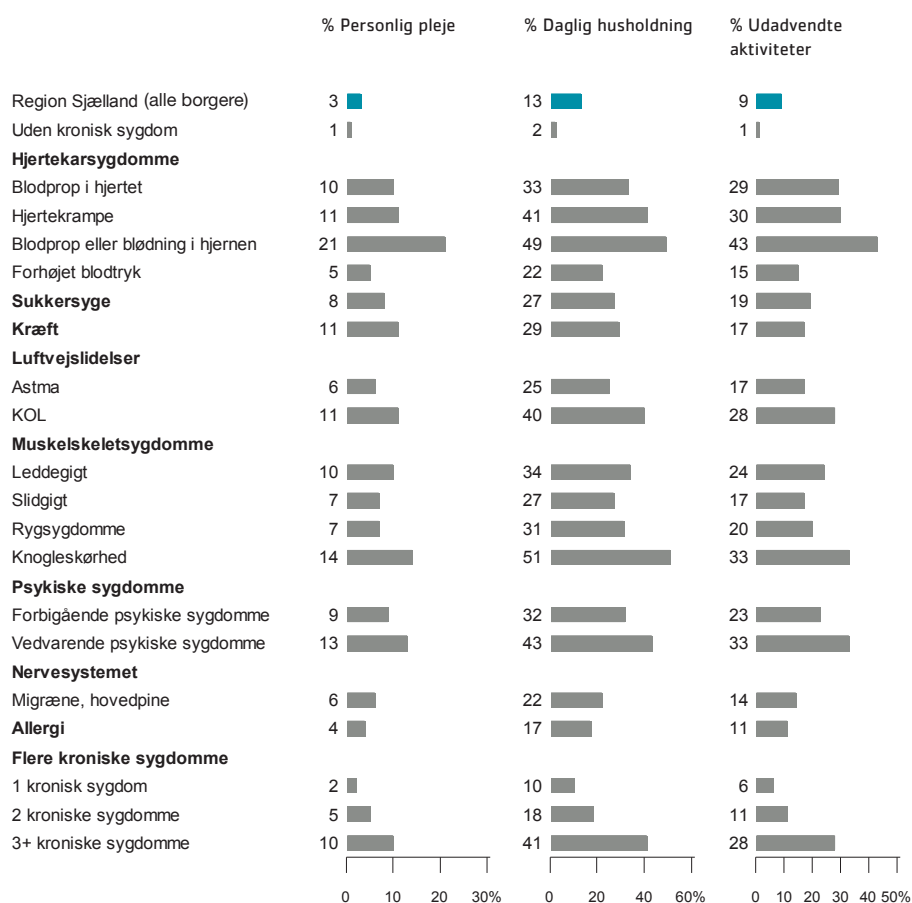 % Personlig pleje % Daglig husholdning % Udadvendte
aktiviteter
Region Sjælland (alle borgere) 3 13 9
Uden kronisk sygdom 1 2 1
Hjertekarsygdomme
Blodprop i hjertet 10 33 29
Hjertekrampe 11 41 30
Blodprop eller blødning i hjernen 21 49 43
Forhøjet blodtryk 5 22 15
Sukkersyge 8 27 19
Kræft 11 29 17
Luftvejslidelser
Astma 6 25 17
KOL 11 40 28
Muskelskeletsygdomme
Leddegigt 10 34 24
Slidgigt 7 27 17
Rygsygdomme 7 31 20
Knogleskørhed 14 51 33
Psykiske sygdomme
Forbigående psykiske sygdomme 9 32 23
Vedvarende psykiske sygdomme 13 43 33
Nervesystemet
Migræne, hovedpine 6 22 14
Allergi 4 17 11
Flere kroniske sygdomme
1 kronisk sygdom 2 10 6
2 kroniske sygdomme 5 18 11
3+ kroniske sygdomme 10 41 28
0 10 20 30% 0 20 40 60% 0 10 20 30 40 50%